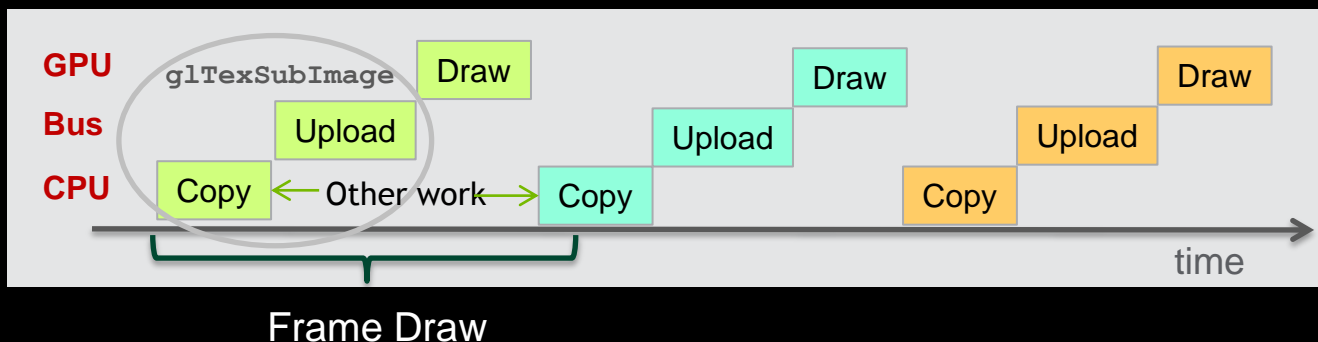 GPU
glTexSubImage
Draw
Draw
Draw
Bus
Upload
Upload
Upload
CPU
Copy
Other work
Copy
Copy
time
Frame Draw